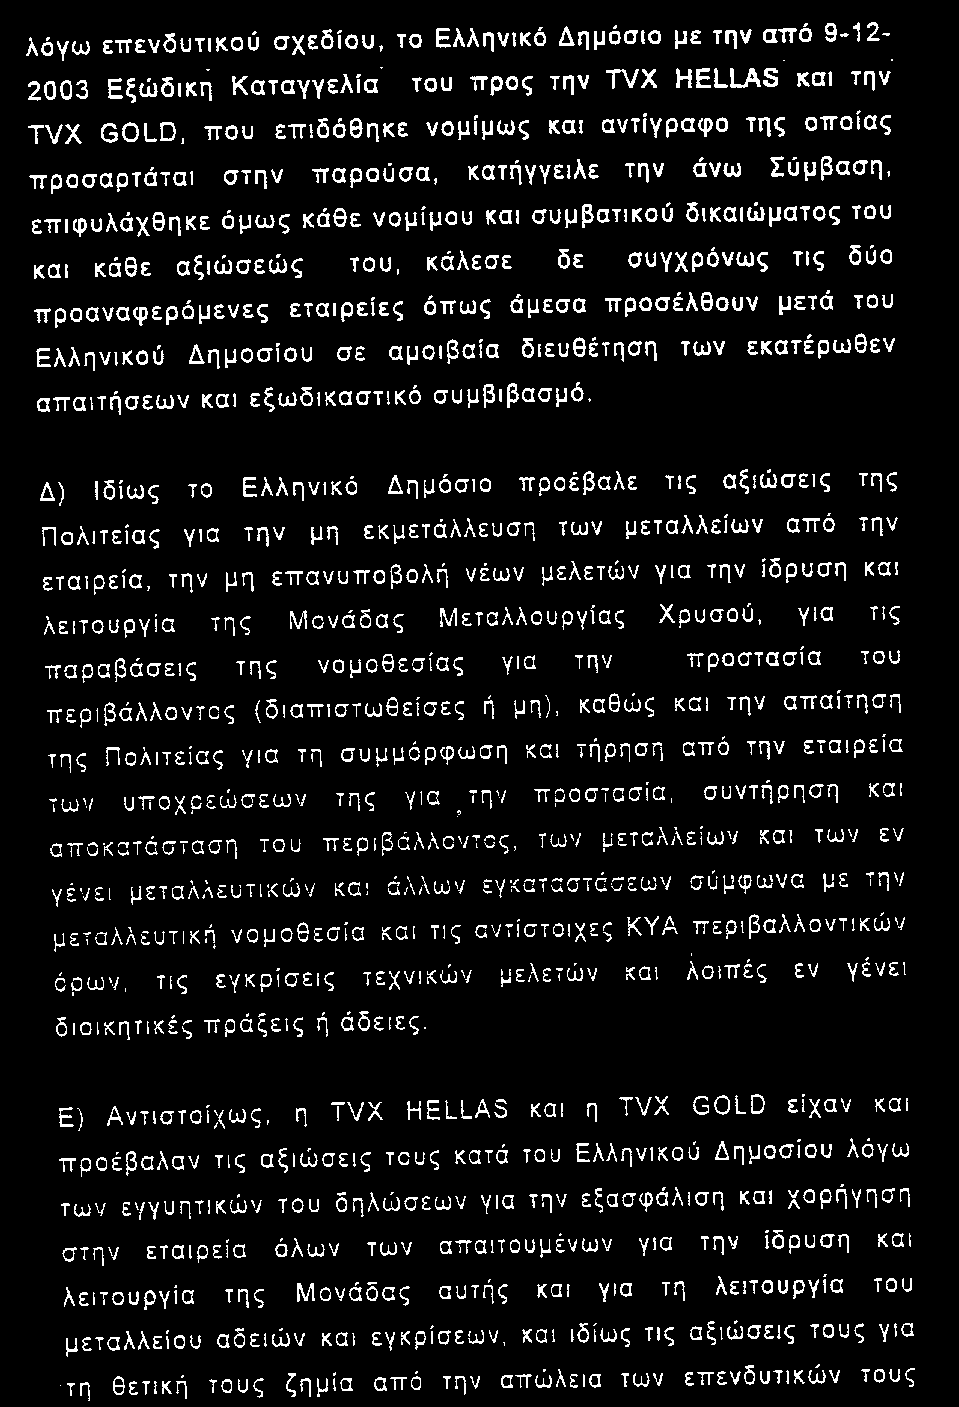 λόγω επενδυτικού σχεδίου, το Ελληνικό Δημόσιο με την από 9-12-
2003 Εξώδικη Καταγγελία του προς την TVX HELLAS και την
TVX GOLD, που επιδόθηκε νομίμως και αντίγραφο της οποίας
προσαρτάται στην παρούσα, κατήγγειλε την άνω Σύμβαση,
επιφυλάχθηκε όμως κάθε νομίμου και συμβατικού δικαιώματος του
και κάθε αξιώσεώς του, κάλεσε δε συγχρόνως τις δύο
προαναφερόμενες εταιρείες όπως άμεσα προσέλθουν μετά του
Ελληνικού Δημοσίου σε αμοιβαία διευθέτηση των εκατέρωθεν
απαιτήσεων και εξωδικαστικό συμβιβασμό.
Δ) Ιδίως το Ελληνικό Δημόσιο προέβαλε τις αξιώσεις της
Πολιτείας για την μη εκμετάλλευση των μεταλλείων από την
εταιρεία, την μη επανυποβολή νέων μελετών για την ίδρυση και
λειτουργία της Μονάδας Μεταλλουργίας Χρυσού, για τις
παραβάσεις της νομοθεσίας για την προστασία του
περιβάλλοντος (διαπιστωθείσες ή μη), καθώς και την απαίτηση
της Πολιτείας για τη συμμόρφωση και τήρηση από την εταιρεία
των υποχρεώσεων της για την προστασία, συντήρηση και
αποκατάσταση του περιβάλλοντος, των μεταλλείων και των εν
γένει μεταλλευτικών και άλλων εγκαταστάσεων σύμφωνα με την
μεταλλευτική νομοθεσία και τις αντίστοιχες ΚΥΑ περιβαλλοντικών
όρων, τις εγκρίσεις τεχνικών μελετών και λοιπές εν γένει
διοικητικές πράξεις ή άδειες.
Ε) Αντιστοίχως, η TVX HELLAS και η TVX GOLD είχαν και
προέβαλαν τις αξιώσεις τους κατά του Ελληνικού Δημοσίου λόγω
των εγγυητικών του δηλώσεων για την εξασφάλιση και χορήγηση
στην εταιρεία όλων των απαιτουμένων για την ίδρυση και
λειτουργία της Μονάδας αυτής και για τη λειτουργία του
μεταλλείου αδειών και εγκρίσεων, και ιδίως τις αξιώσεις τους για
τη θετική τους ζημία από την απώλεια των επενδυτικών τους